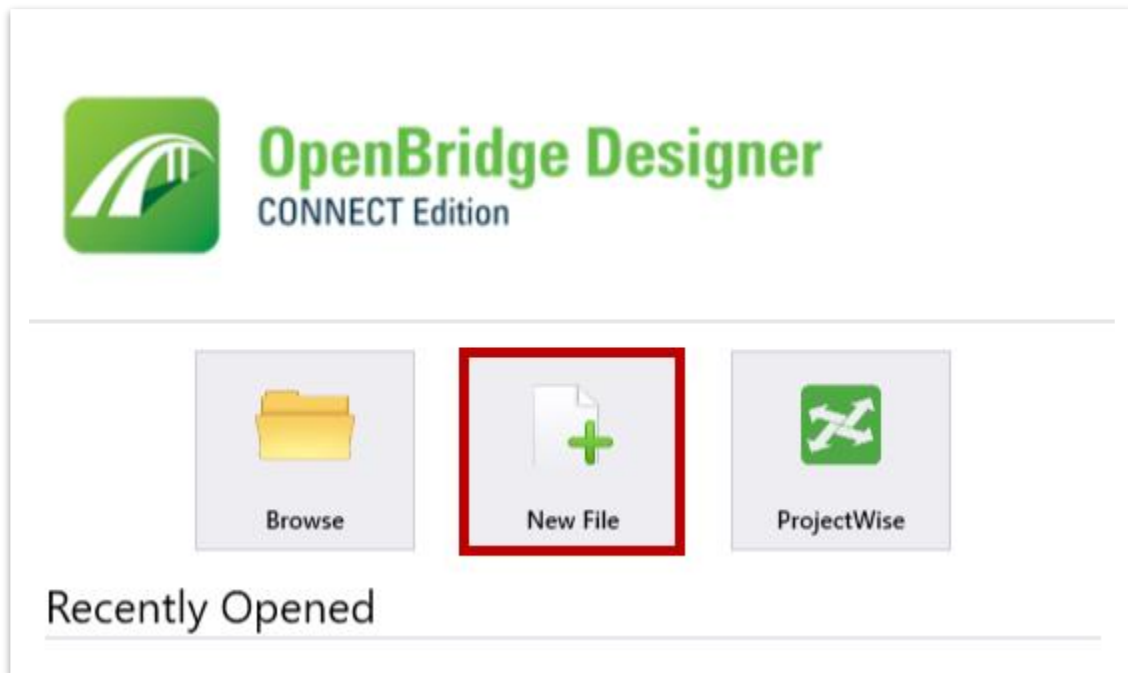 OpenBridge Designer
CONNECT Edition
Browse
New File
ProjectWise
Recently Opened